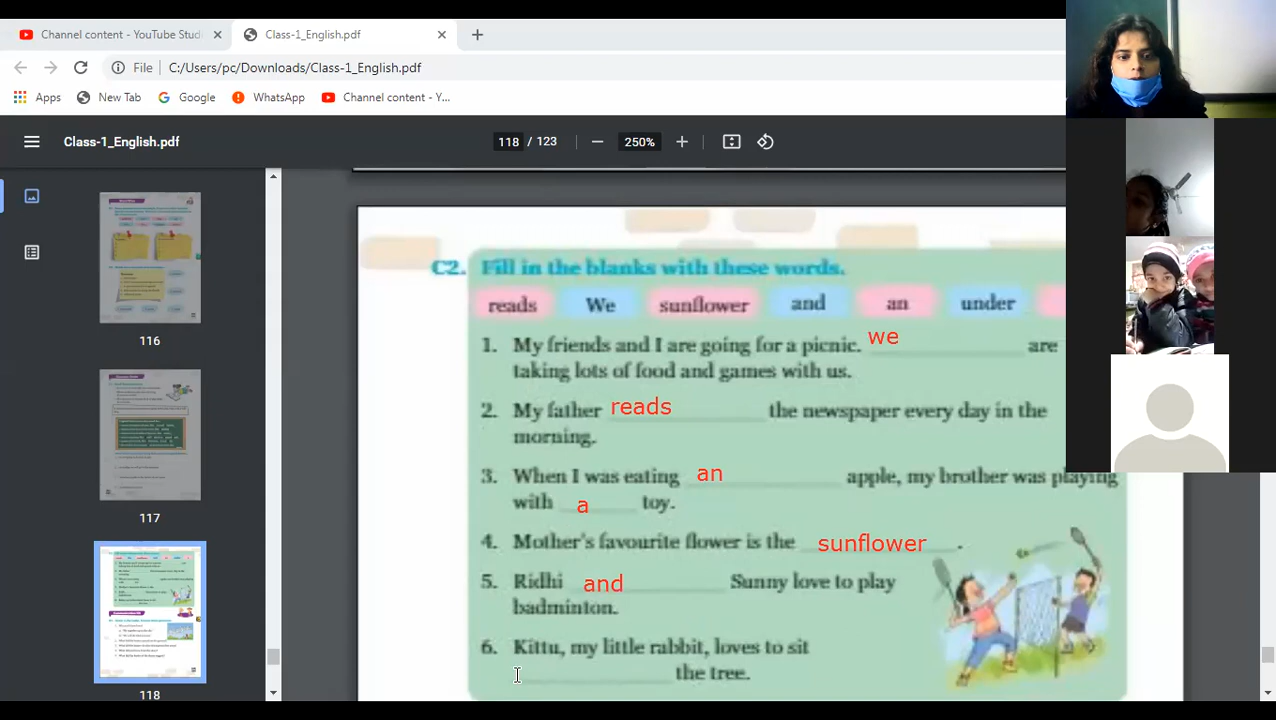 Channel content - YouTube Stud
Class-1_English.pdf
File C:/Users/pc/Downloads/Class-1_English.pdf
Apps New Tab Google WhatsApp Channel content - Y...
Class-1_English.pdf 118 / 123 250%
116
117
118
C2. Fill in the blanks with these words.
reads We sunflower and an under
1. My friends and I are going for a picnic. we are
taking lots of food and games with us.
2. My father reads the newspaper every day in the
morning.
3. When I was eating an apple, my brother was playing
with a toy.
4. Mother's favourite flower is the sunflower .
5. Ridhi and Sunny love to play
badminton.
6. Kittu, my little rabbit, loves to sit
the tree.